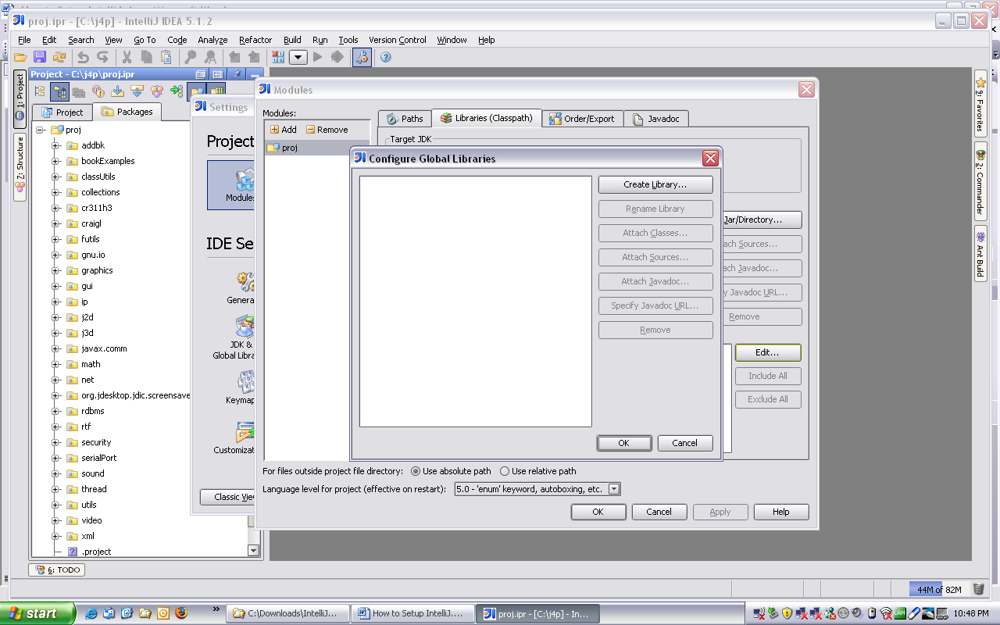 proj.ipr - [C:\j4p] - IntelliJ IDEA 5.1.2
File Edit Search View Go To Code Analyze Refactor Build Run Tools Version Control Window Help
Project - C:\j4p\proj.ipr
1: Project
Z: Structure
Project Packages
proj
addbk
bookExamples
classUtils
collections
cr311h3
craigl
futils
gnu.io
graphics
gui
ip
j2d
j3d
javax.comm
math
net
org.jdesktop.jdic.screensave
rdbms
rtf
security
serialPort
sound
thread
utils
video
xml
.project
Settings
Project
Modules
IDE Se
Genera
JDK &
Global Libra
Keymap
Customizat
Classic Vie
Modules
Modules:
Add Remove
proj
Paths Libraries (Classpath) Order/Export Javadoc
Target JDK
Jar/Directory...
ach Sources...
ach Javadoc...
y Javadoc URL...
Remove
Edit...
Include All
Exclude All
Configure Global Libraries
Create Library...
Rename Library
Attach Classes...
Attach Sources...
Attach Javadoc...
Specify Javadoc URL...
Remove
OK Cancel
For files outside project file directory: Use absolute path Use relative path
Language level for project (effective on restart): 5.0 - 'enum' keyword, autoboxing, etc.
OK Cancel Apply Help
9: Favorites
2: Commander
Ant Build
6: TODO
44M of 82M
start
C:\Downloads\IntelliJ...
How to Setup IntelliJ....
proj.ipr - [C:\j4p] - In...
LAN
10:48 PM